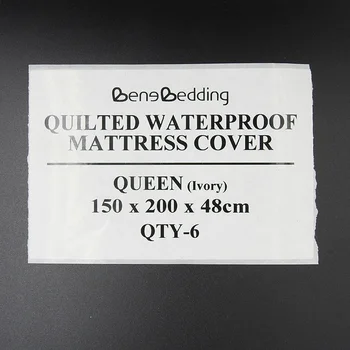 BeneBedding
QUILTED WATERPROOF
MATTRESS COVER
QUEEN (Ivory)
150 x 200 x 48cm
QTY-6